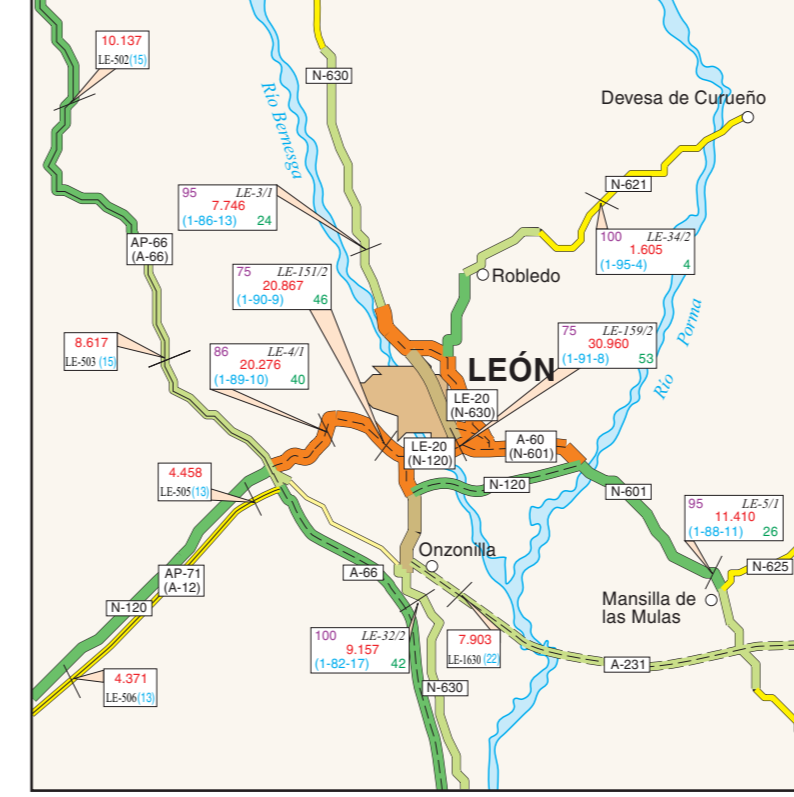 10.137
LE-502(15)
N-630
Río Bernesga
Devesa de Curueño
N-621
95 LE-3/1
7.746
(1-86-13) 24
100 LE-34/2
1.605
(1-95-4) 4
AP-66
(A-66)
75 LE-151/2
20.867
(1-90-9) 46
Robledo
Rio Porma
8.617
LE-503 (15)
86 LE-4/1
20.276
(1-89-10) 40
75 LE-159/2
30.960
(1-91-8) 53
LEÓN
LE-20
(N-630)
LE-20
(N-120)
A-60
(N-601)
4.458
LE-505(13)
N-120
N-601
95 LE-5/1
11.410
(1-88-11) 26
Onzonilla
N-625
AP-71
(A-12)
A-66
N-120
Mansilla de
las Mulas
100 LE-32/2
9.157
(1-82-17) 42
7.903
LE-1630 (22)
A-231
4.371
LE-506(13)
N-630